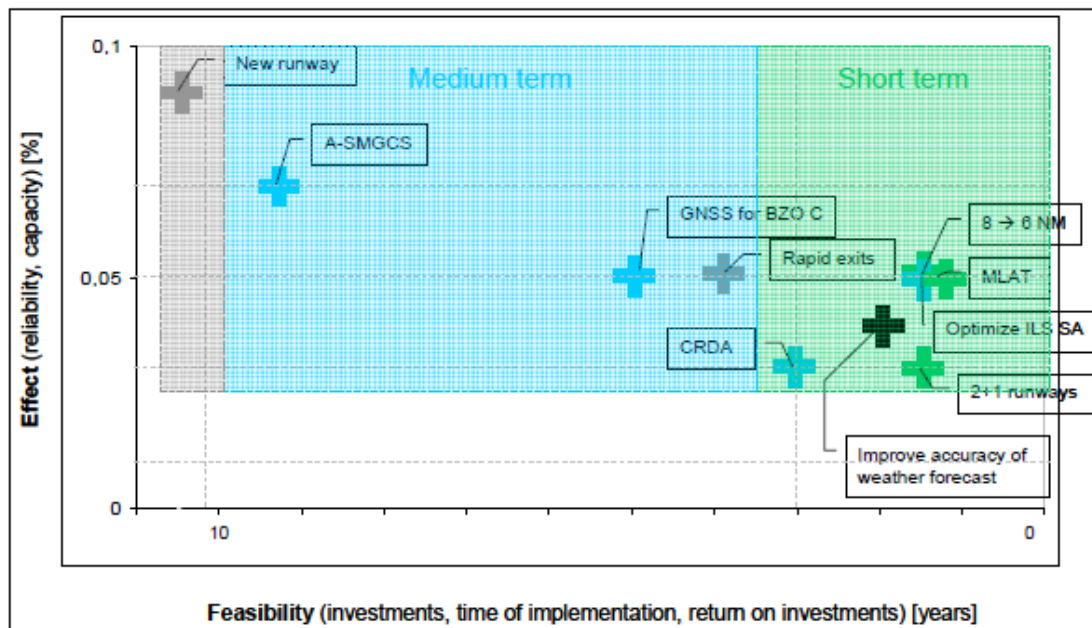 0,1
New runway
Medium term
Short term
A-SMGCS
GNSS for BZO C
8 → 6 NM
Rapid exits
MLAT
0,05
Optimize ILS SA
CRDA
2+1 runways
Improve accuracy of
weather forecast
0
10
0
Effect (reliability, capacity) [%]
Feasibility (investments, time of implementation, return on investments) [years]